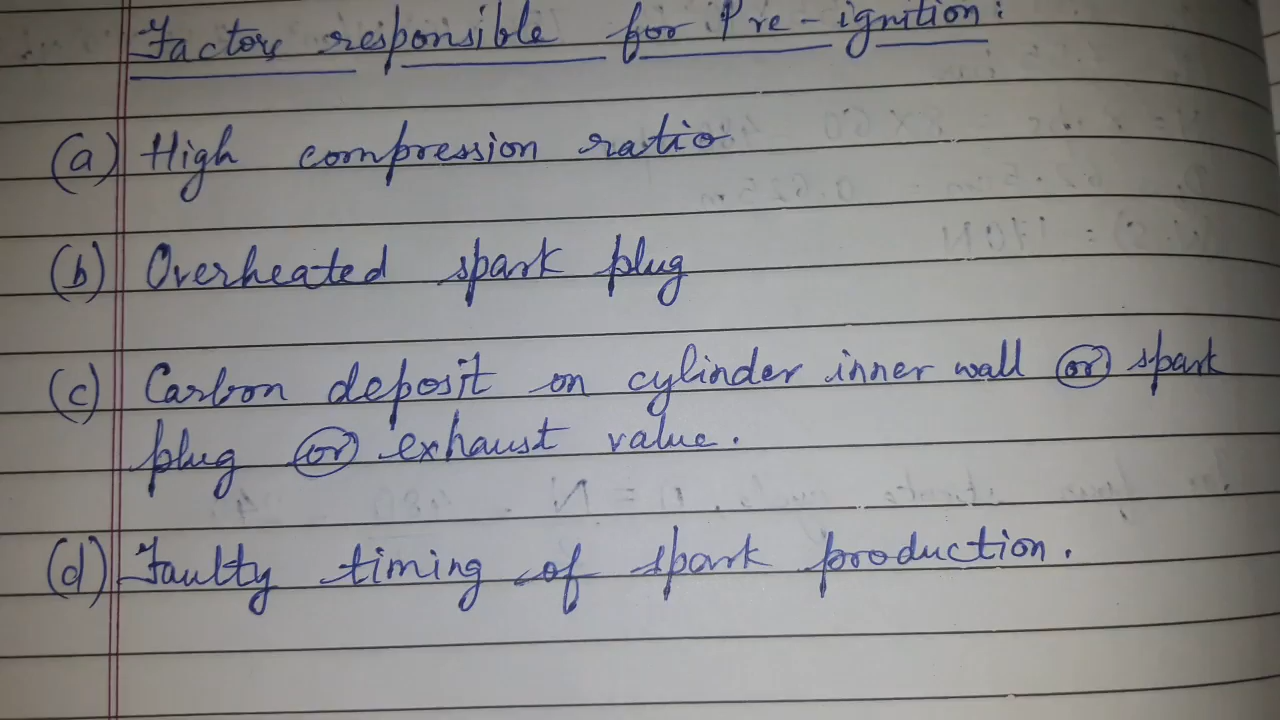 Factors responsible for Pre-ignition:
(a) High compression ratio
(b) Overheated spark plug
(c) Carbon deposit on cylinder inner wall or spark
plug or exhaust value.
(d) Faulty timing of spark production.